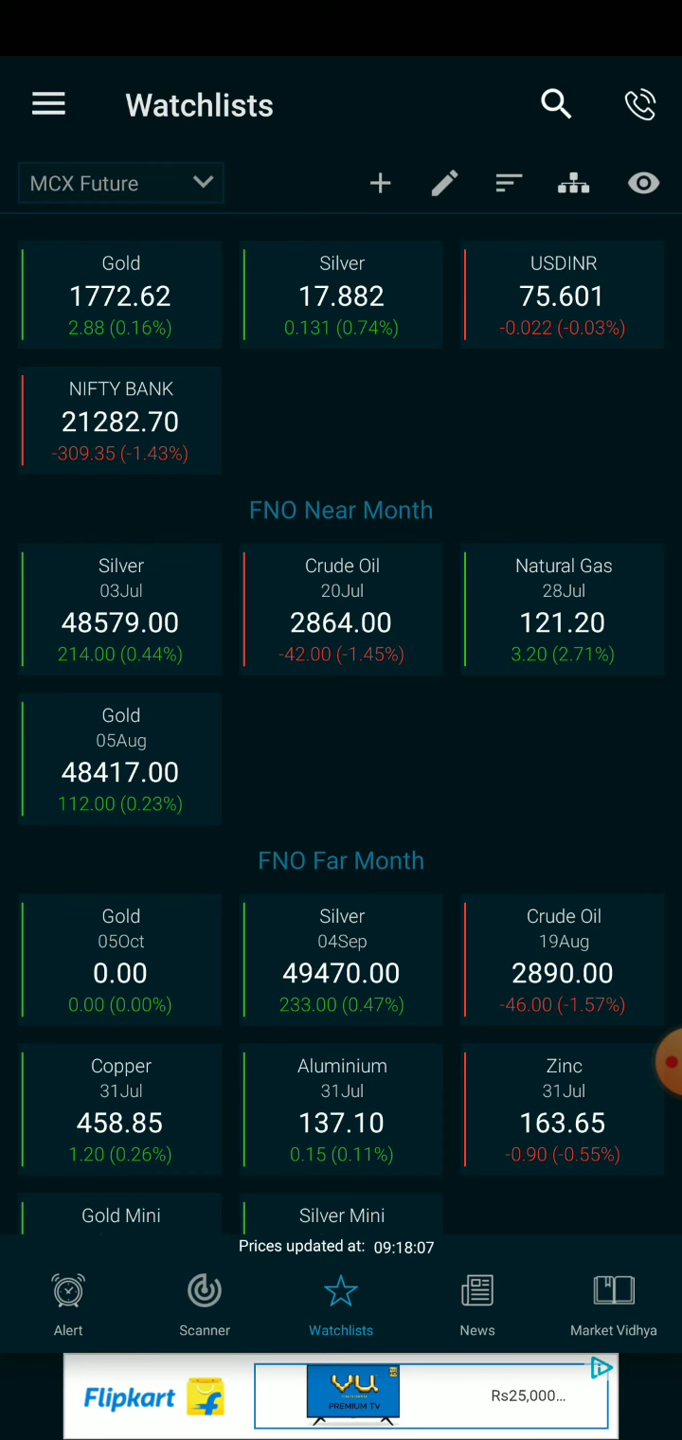 Watchlists
MCX Future
Gold
1772.62
2.88 (0.16%)
Silver
17.882
0.131 (0.74%)
USDINR
75.601
-0.022 (-0.03%)
NIFTY BANK
21282.70
-309.35 (-1.43%)
FNO Near Month
Silver
03Jul
48579.00
214.00 (0.44%)
Crude Oil
20Jul
2864.00
-42.00 (-1.45%)
Natural Gas
28Jul
121.20
3.20 (2.71%)
Gold
05Aug
48417.00
112.00 (0.23%)
FNO Far Month
Gold
05Oct
0.00
0.00 (0.00%)
Silver
04Sep
49470.00
233.00 (0.47%)
Crude Oil
19Aug
2890.00
-46.00 (-1.57%)
Copper
31Jul
458.85
1.20 (0.26%)
Aluminium
31Jul
137.10
0.15 (0.11%)
Zinc
31Jul
163.65
-0.90 (-0.55%)
Gold Mini
Silver Mini
Prices updated at: 09:18:07
Alert
Scanner
Watchlists
News
Market Vidhya
Flipkart
VU
PREMIUM TV
Rs25,000...